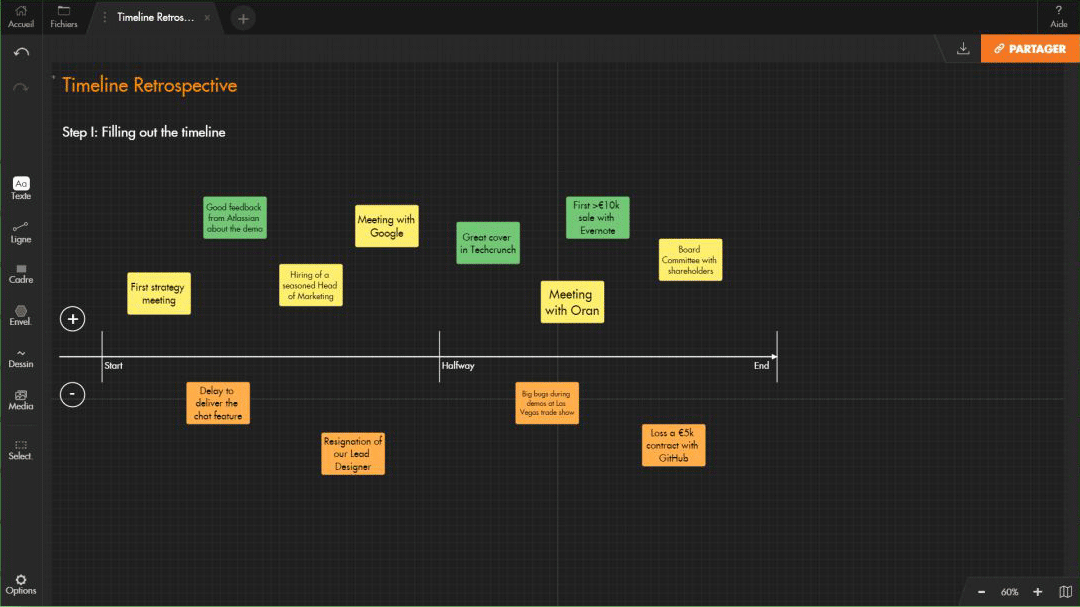 Accueil
Fichiers
Timeline Retros...
Aide
PARTAGER
Timeline Retrospective
Step 1: Filling out the timeline
Texte
Ligne
Cadre
Envel.
Dessin
Media
Select.
Options
Good feedback
from Atlassian
about the demo
Meeting with
Google
First >€10k
sale with
Evernote
Great cover
in Techcrunch
Board
Committee with
shareholders
First strategy
meeting
Hiring of a
seasoned Head
of Marketing
Meeting
with Oran
+
Start
Halfway
End
-
Delay to
deliver the
chat feature
Big bugs during
demos at Las
Vegas trade show
Resignation of
our Lead
Designer
Loss a €5k
contract with
GitHub
- 60% +